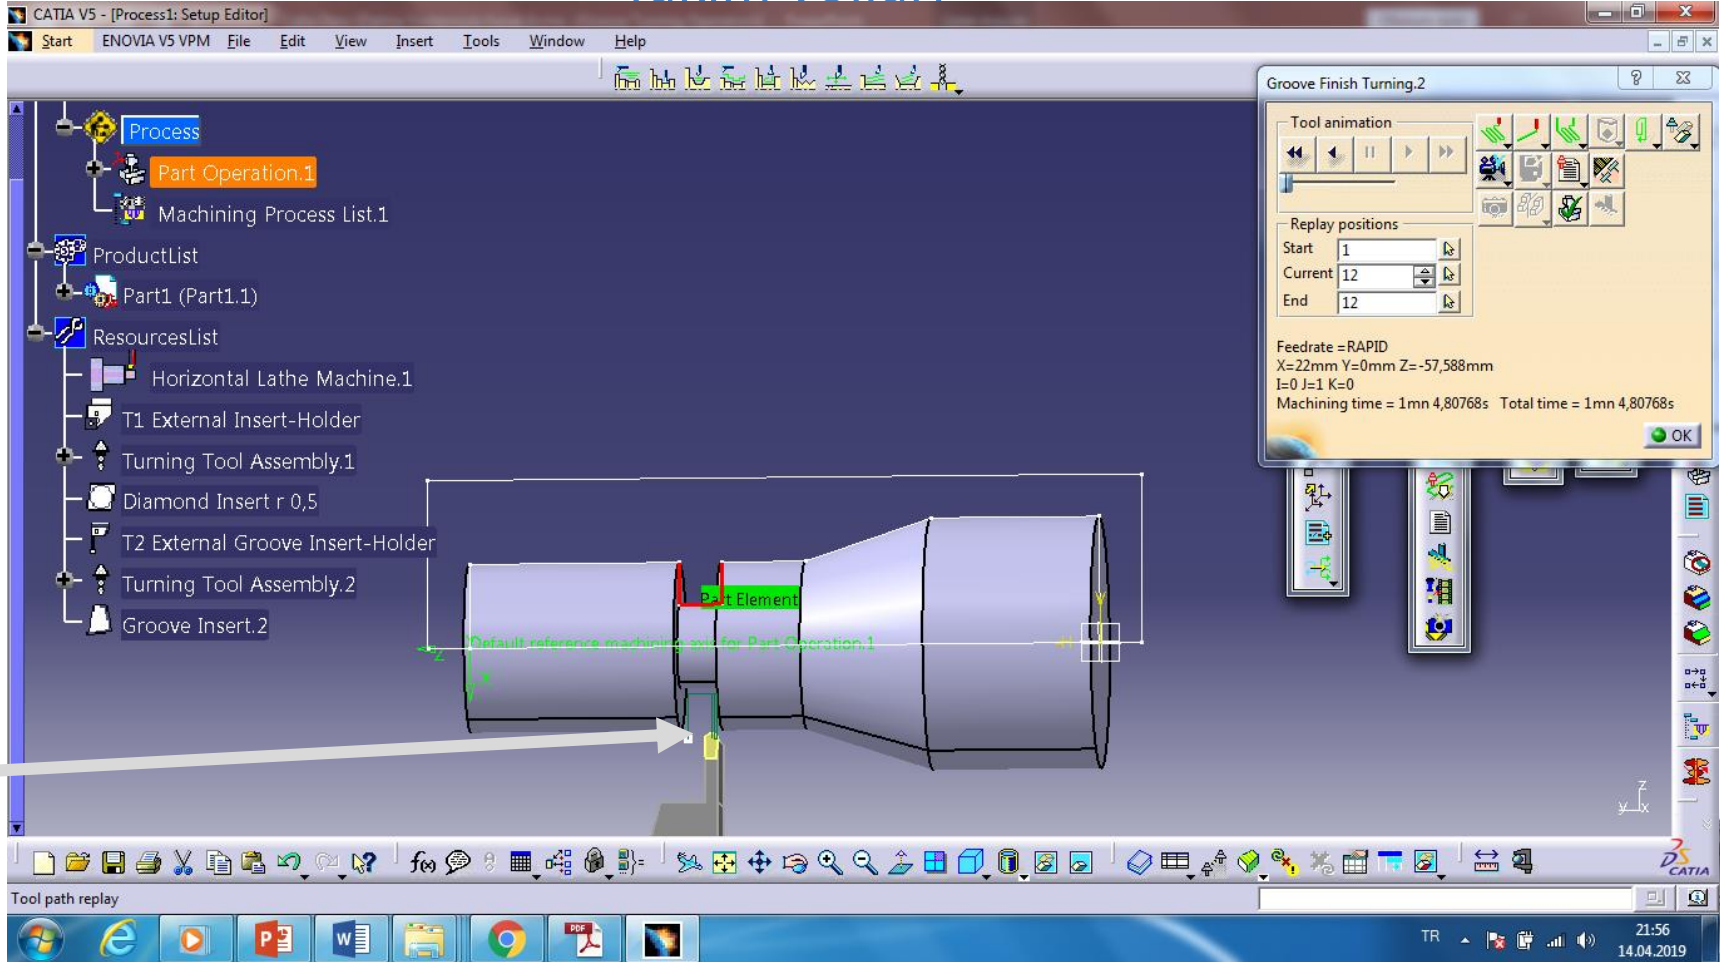 CATIA V5 - [Process1: Setup Editor]
Start ENOVIA V5 VPM File Edit View Insert Tools Window Help
Groove Finish Turning.2
Tool animation
Replay positions
Start 1
Current 12
End 12
Feedrate =RAPID
X=22mm Y=0mm Z=-57,588mm
I=0 J=1 K=0
Machining time = 1mn 4,80768s Total time = 1mn 4,80768s
OK
Process
Part Operation.1
Machining Process List.1
ProductList
Part1 (Part1.1)
ResourcesList
Horizontal Lathe Machine.1
T1 External Insert-Holder
Turning Tool Assembly.1
Diamond Insert r 0,5
T2 External Groove Insert-Holder
Turning Tool Assembly.2
Groove Insert.2
Part Element
Default reference machining axis for Part Operation.1
Z
X
Y
H
z
y x
f(x)
DS
CATIA
Tool path replay
P
W
PDF
TR
21:56
14.04.2019